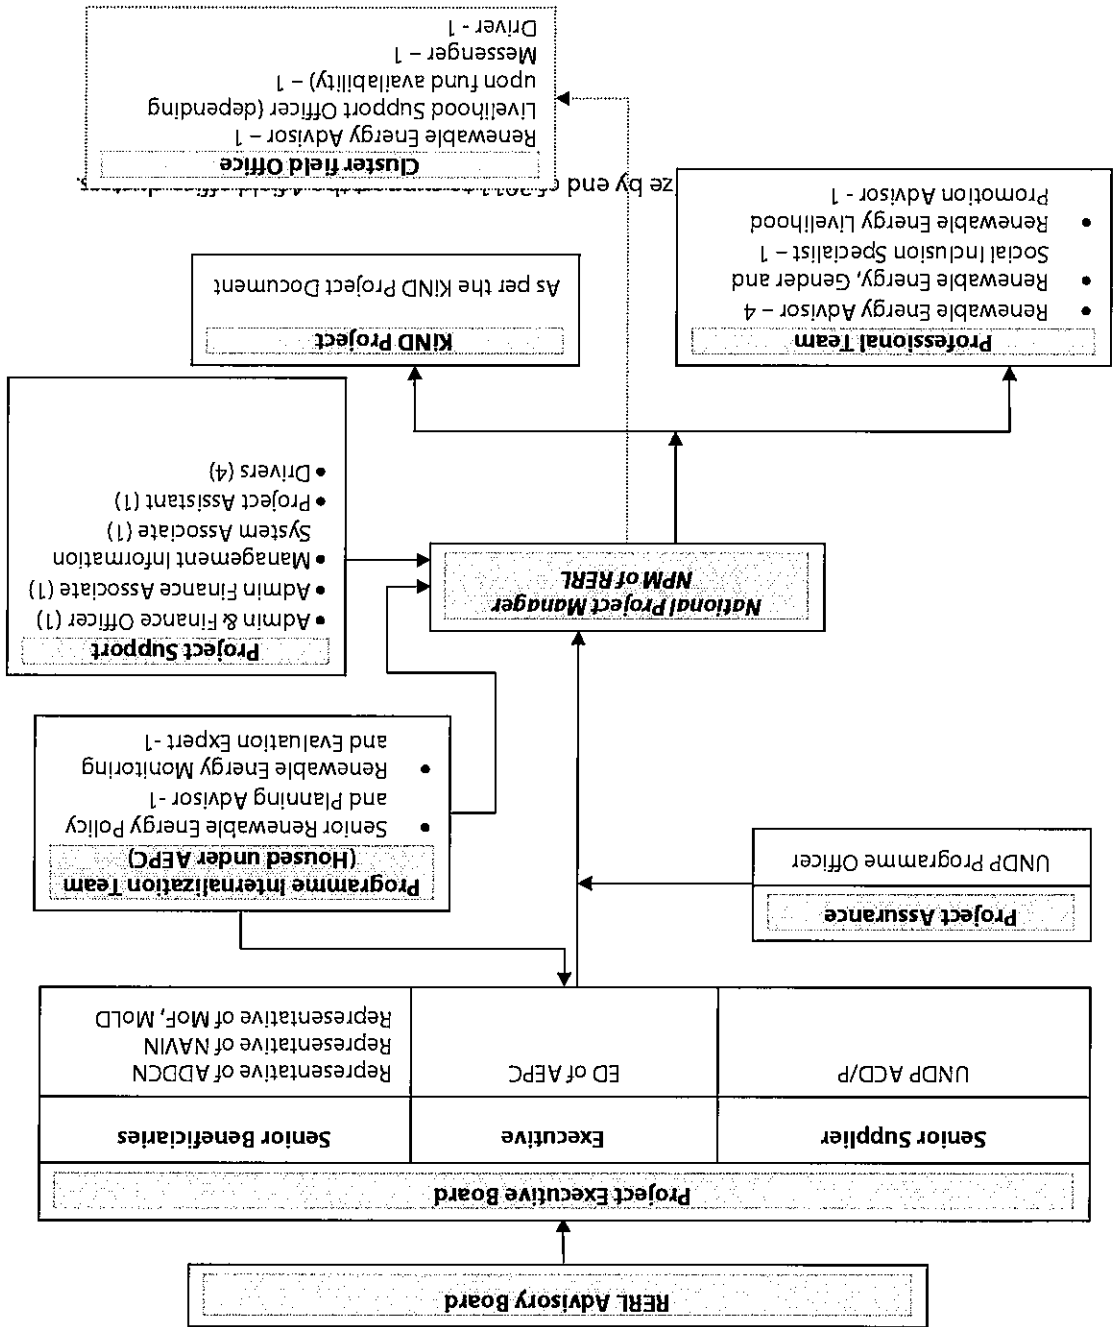 RERL Advisory Board
Project Executive Board
Senior Supplier
Executive
Senior Beneficiaries
UNDP ACD/P
ED of AEPC
Representative of ADDCN
Representative of NAVIN
Representative of MoF, MoLD
Project Assurance
UNDP Programme Officer
Programme Internalization Team
(Housed under AEPC)
• Senior Renewable Energy Policy
and Planning Advisor -1
• Renewable Energy Monitoring
and Evaluation Expert -1
National Project Manager
NPM of RERL
Project Support
• Admin & Finance Officer (1)
• Admin Finance Associate (1)
• Management Information
System Associate (1)
• Project Assistant (1)
• Drivers (4)
Professional Team
• Renewable Energy Advisor – 4
• Renewable Energy, Gender and
Social Inclusion Specialist – 1
• Renewable Energy Livelihood
Promotion Advisor - 1
KiND Project
As per the KiND Project Document
ze by end
Cluster field Office
Renewable Energy Advisor – 1
Livelihood Support Officer (depending
upon fund availability) – 1
Messenger – 1
Driver - 1